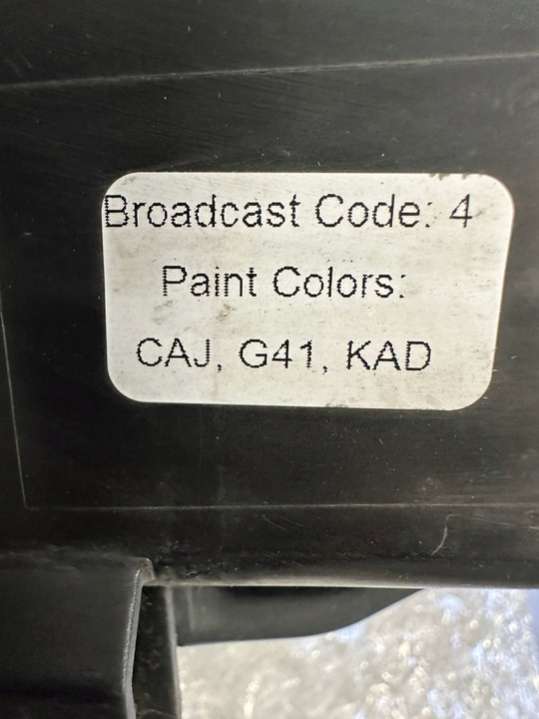 Broadcast Code: 4
Paint Colors:
CAJ, G41, KAD